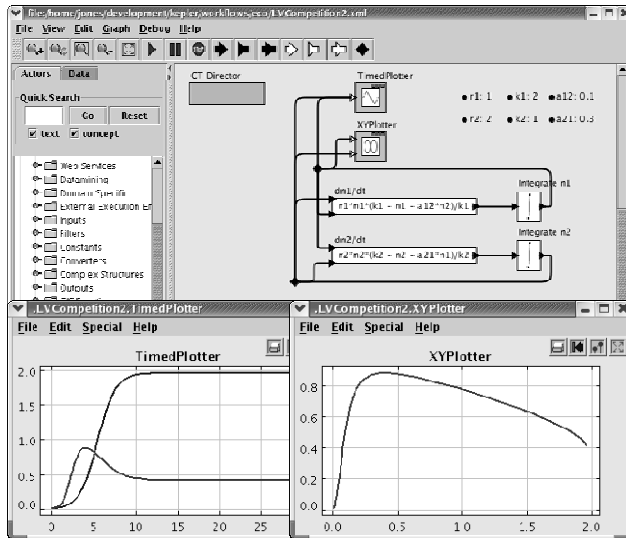 file:/home/jones/development/kepler/workflows/eco/LVCompetition2.xml
File View Edit Graph Debug Help
Actors Data
Quick Search
Go Reset
text concept
Web Services
Datamining
Domain Specific
External Execution En
Inputs
Filters
Constants
Converters
Complex Structures
Outputs
CT Director
TimedPlotter
XYPlotter
r1: 1 k1: 2 a12: 0.1
r2: 2 k2: 1 a21: 0.3
dn1/dt
r1*n1*(k1 - n1 - a12*n2)/k1
Integrate n1
dn2/dt
r2*n2*(k2 - n2 - a21*n1)/k2
Integrate n2
.LVCompetition2.TimedPlotter
File Edit Special Help
TimedPlotter
2.0
1.5
1.0
0.5
0.0
0 5 10 15 20 25
.LVCompetition2.XYPlotter
File Edit Special Help
XYPlotter
0.8
0.6
0.4
0.2
0.0
0.0 0.5 1.0 1.5 2.0